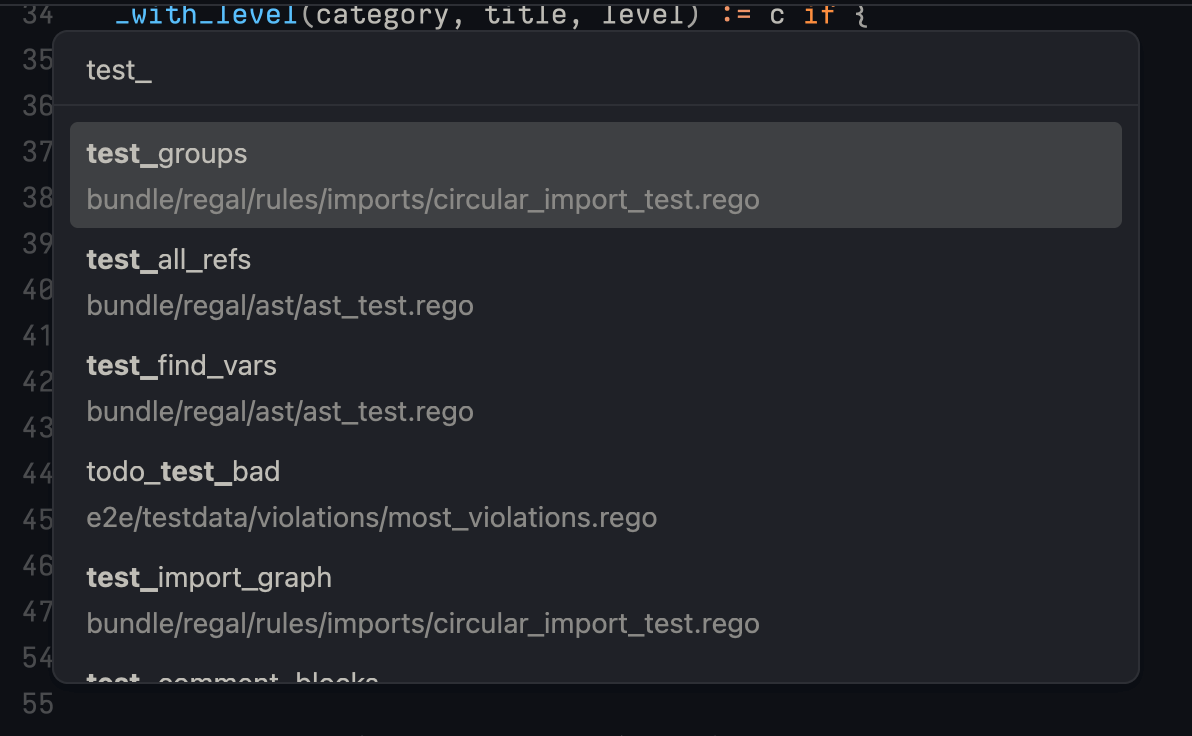 34 _with_level(category, title, level) := c if {
35
test_
36
37 test_groups
38 bundle/regal/rules/imports/circular_import_test.rego
39 test_all_refs
40 bundle/regal/ast/ast_test.rego
41 test_find_vars
42
43 bundle/regal/ast/ast_test.rego
44 todo_test_bad
45 e2e/testdata/violations/most_violations.rego
46 test_import_graph
47 bundle/regal/rules/imports/circular_import_test.rego
54 test_comment_blocks
55